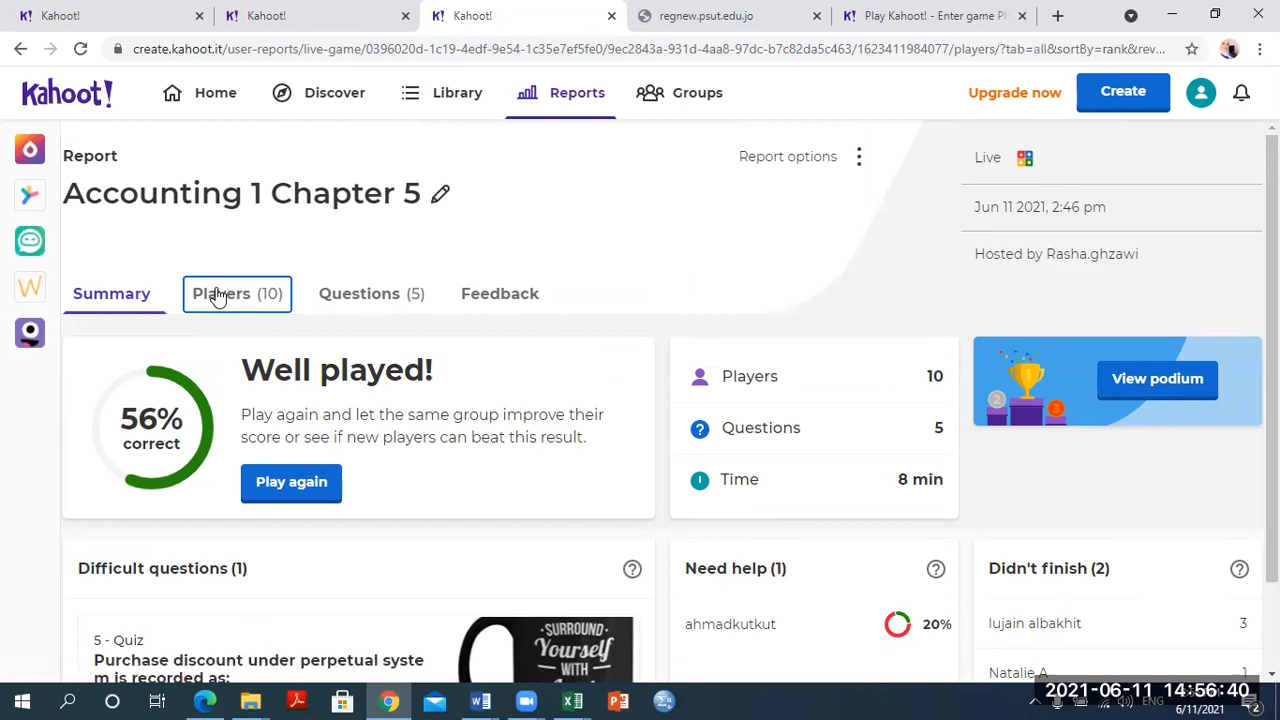 Kahoot!
Kahoot!
Kahoot!
regnew.psut.edu.jo
Play Kahoot! - Enter game PI
create.kahoot.it/user-reports/live-game/0396020d-1c19-4edf-9e54-1c35e7ef5fe0/9ec2843a-931d-4aa8-97dc-b7c82da5c463/1623411984077/players/?tab=all&sortBy=rank&rev...
Kahoot!
Home
Discover
Library
Reports
Groups
Upgrade now
Create
Report
Report options
Accounting 1 Chapter 5
Live
Jun 11 2021, 2:46 pm
Hosted by Rasha.ghzawi
Summary
Players (10)
Questions (5)
Feedback
56%
correct
Well played!
Play again and let the same group improve their
score or see if new players can beat this result.
Play again
Players 10
Questions 5
Time 8 min
View podium
2
3
Difficult questions (1)
5 - Quiz
Purchase discount under perpetual syste
m is recorded as:
SURROUND
Yourself
WITH
Need help (1)
ahmadkutkut 20%
Didn't finish (2)
lujain albakhit 3
Natalie A 1
2021-06-11 14:56:40
ENG
6/11/2021
2